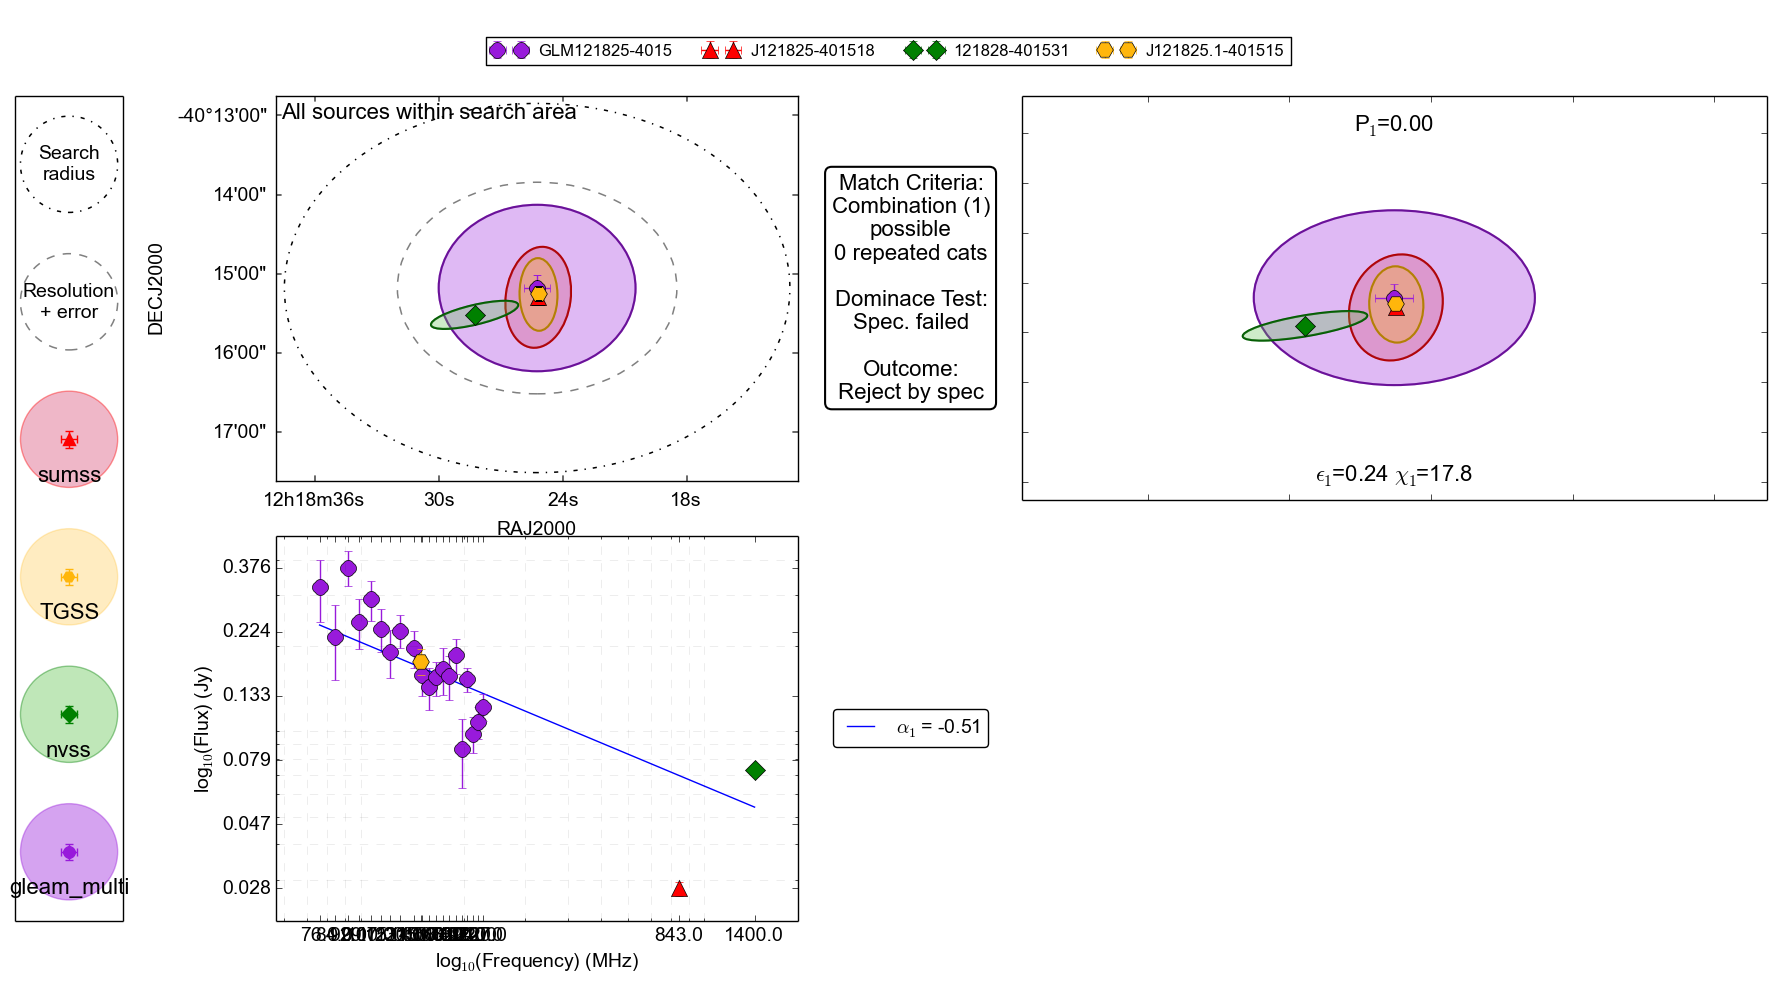 GLM121825-4015
J121825-401518
121828-401531
J121825.1-401515
Search
radius
Resolution
+ error
sumss
TGSS
nvss
gleam_multi
All sources within search area
DECJ2000
-40°13'00"
14'00"
15'00"
16'00"
17'00"
12h18m36s
30s
24s
18s
RAJ2000
Match Criteria:
Combination (1)
possible
0 repeated cats
Dominace Test:
Spec. failed
Outcome:
Reject by spec
P₁=0.00
ϵ₁=0.24 χ₁=17.8
log₁₀(Flux) (Jy)
0.376
0.224
0.133
0.079
0.047
0.028
843.0
1400.0
log₁₀(Frequency) (MHz)
α₁ = -0.51